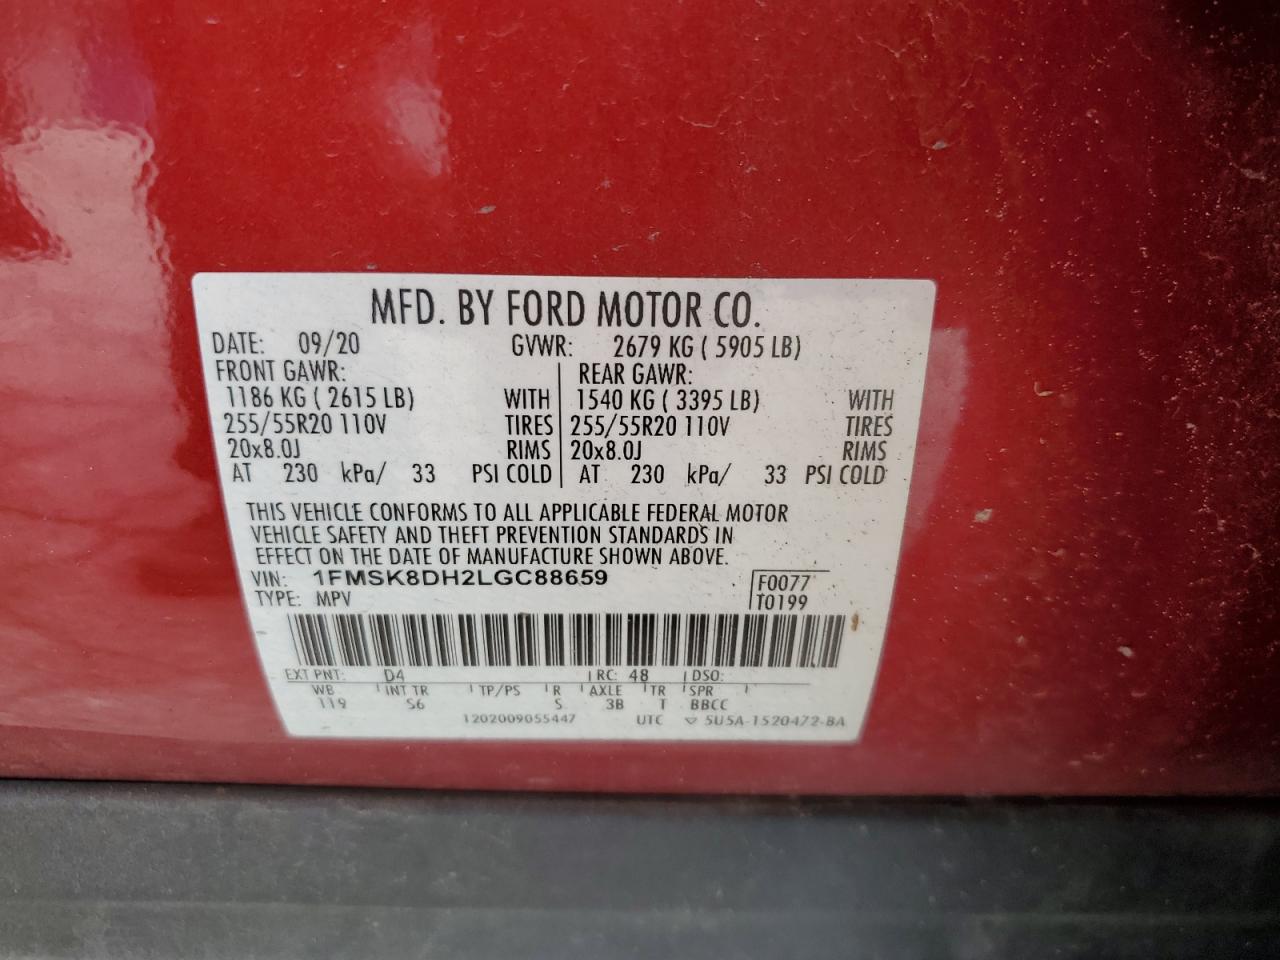 MFD. BY FORD MOTOR CO.
DATE: 09/20 GVWR: 2679 KG ( 5905 LB)
FRONT GAWR: REAR GAWR:
1186 KG ( 2615 LB) WITH 1540 KG ( 3395 LB) WITH
255/55R20 110V TIRES 255/55R20 110V TIRES
20x8.0J RIMS 20x8.0J RIMS
AT 230 kPa/ 33 PSI COLD AT 230 kPa/ 33 PSI COLD
THIS VEHICLE CONFORMS TO ALL APPLICABLE FEDERAL MOTOR
VEHICLE SAFETY AND THEFT PREVENTION STANDARDS IN
EFFECT ON THE DATE OF MANUFACTURE SHOWN ABOVE.
VIN: 1FMSK8DH2LGC88659 F0077
TYPE: MPV T0199
EXT PNT: D4 RC: 48 DSO:
WB INT TR TP/PS R AXLE TR SPR
119 S6 S 3B T BBCC
1202009055447 UTC 5U5A-1520472-BA